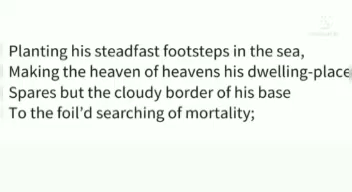 Planting his steadfast footsteps in the sea,
Making the heaven of heavens his dwelling-place
Spares but the cloudy border of his base
To the foil'd searching of mortality;